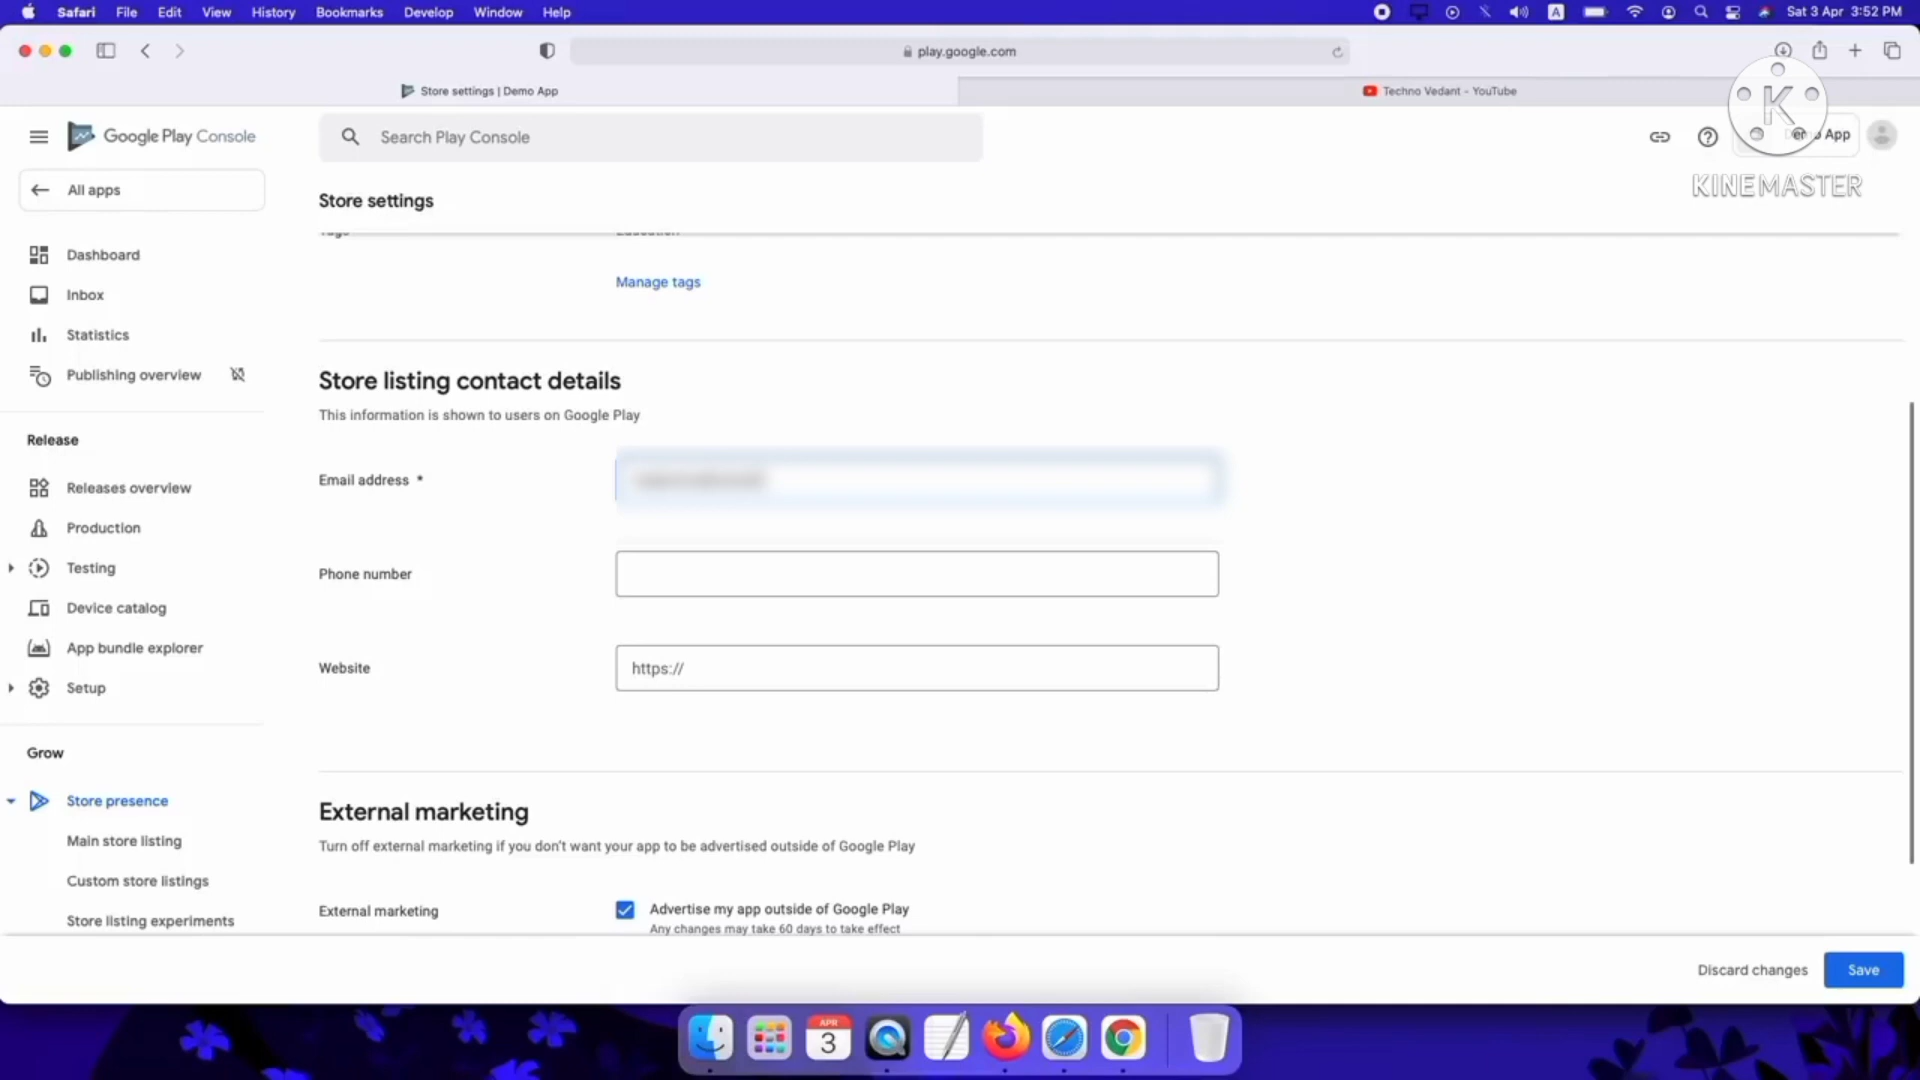 Safari File Edit View History Bookmarks Develop Window Help
A Sat 3 Apr 3:52 PM
play.google.com
Store settings | Demo App
Techno Vedant - YouTube
Google Play Console
Search Play Console
K
App
KINEMASTER
All apps
Store settings
Dashboard
Inbox
Statistics
Publishing overview
Manage tags
Store listing contact details
This information is shown to users on Google Play
Email address *
Phone number
Website
https://
Release
Releases overview
Production
Testing
Device catalog
App bundle explorer
Setup
Grow
Store presence
Main store listing
Custom store listings
Store listing experiments
External marketing
Turn off external marketing if you don't want your app to be advertised outside of Google Play
External marketing
Advertise my app outside of Google Play
Any changes may take 60 days to take effect
Discard changes
Save
APR
3